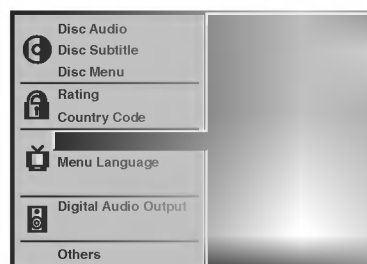 Disc Audio
Disc Subtitle
Disc Menu
Rating
Country Code
Menu Language
Digital Audio Output
Others